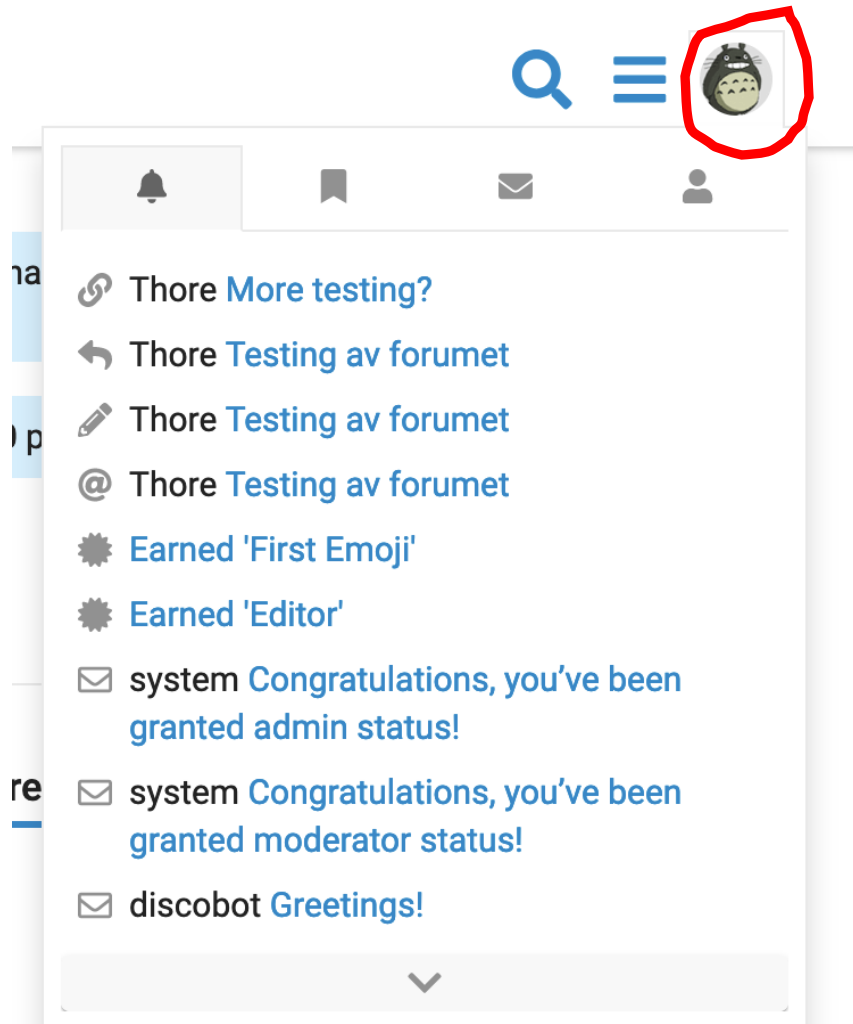 na
Thore More testing?
Thore Testing av forumet
p
Thore Testing av forumet
Thore Testing av forumet
Earned 'First Emoji'
Earned 'Editor'
system Congratulations, you’ve been
granted admin status!
re
system Congratulations, you’ve been
granted moderator status!
discobot Greetings!